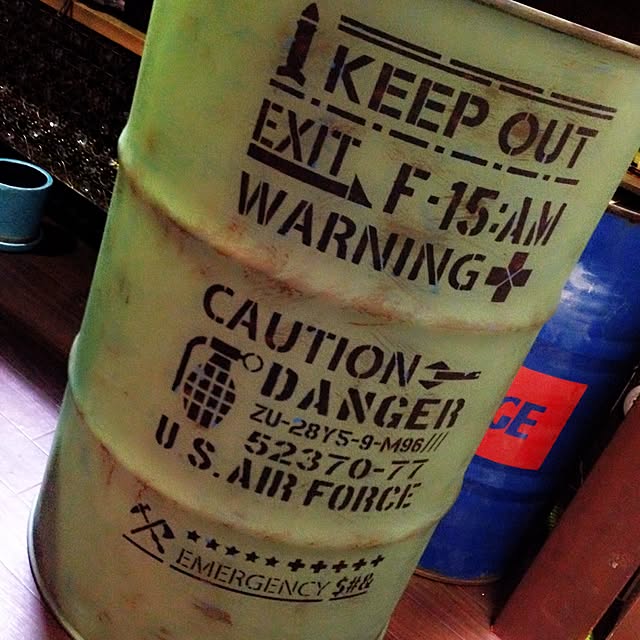 KEEP OUT
EXIT F-15:AM
WARNING
CAUTION
DANGER
ZU-28Y5-9-M96///
52370-77
U.S. AIR FORCE
EMERGENCY $#&
GE